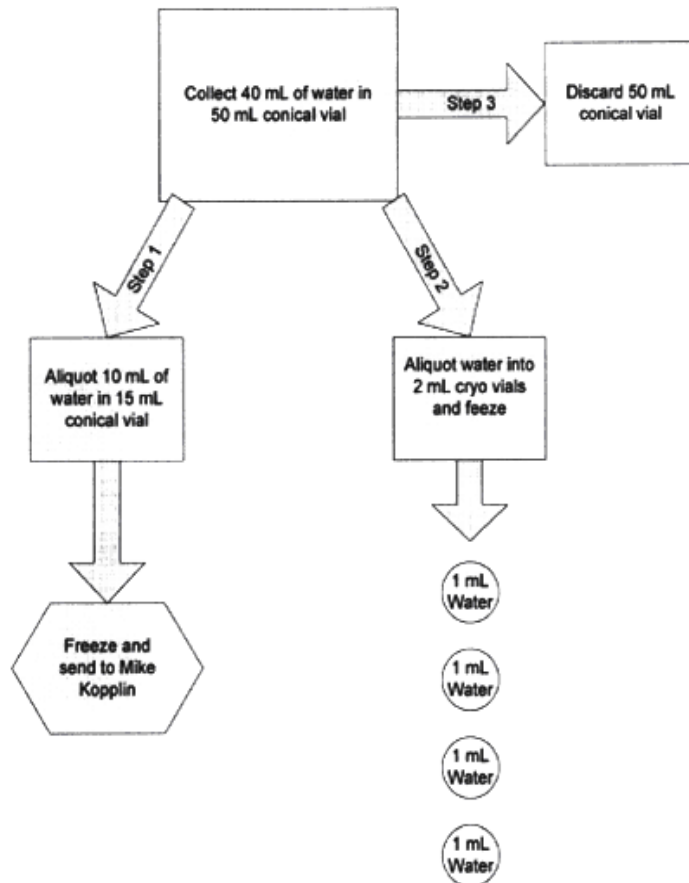 Collect 40 mL of water in
50 mL conical vial
Step 3
Discard 50 mL
conical vial
Step 1
Step 2
Aliquot 10 mL of
water in 15 mL
conical vial
Aliquot water into
2 mL cryo vials
and feeze
Freeze and
send to Mike
Kopplin
1 mL
Water
1 mL
Water
1 mL
Water
1 mL
Water